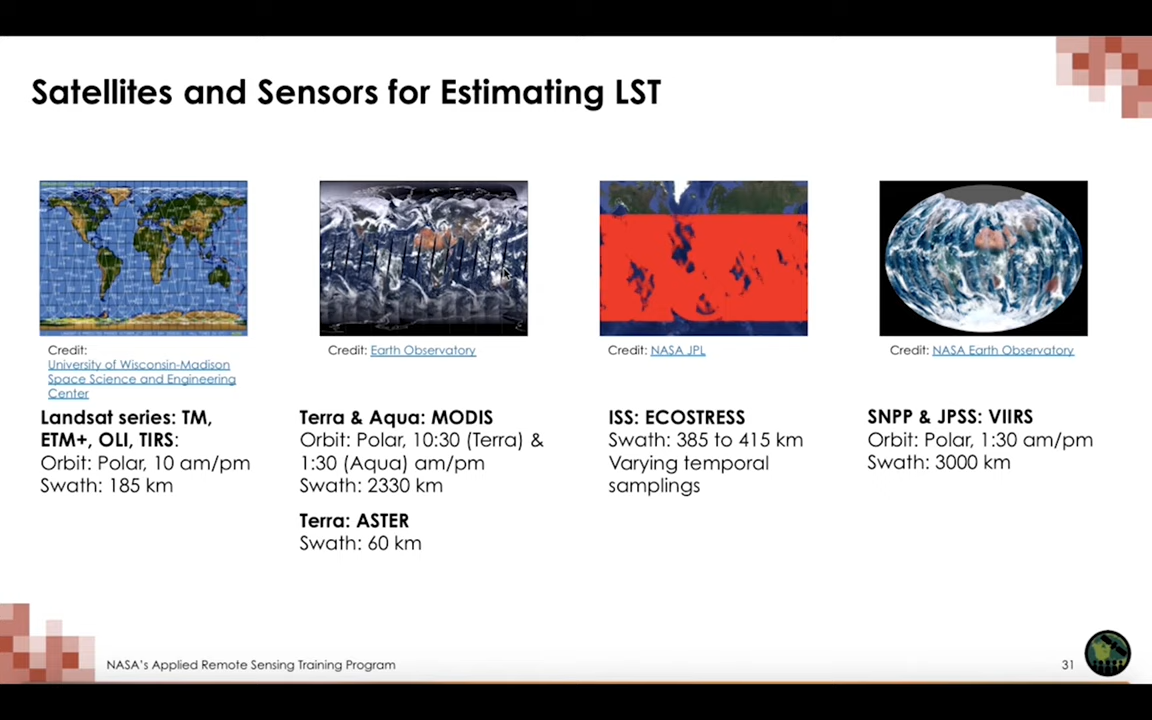 Satellites and Sensors for Estimating LST
Credit:
University of Wisconsin-Madison
Space Science and Engineering
Center
Landsat series: TM,
ETM+, OLI, TIRS:
Orbit: Polar, 10 am/pm
Swath: 185 km
Credit: Earth Observatory
Terra & Aqua: MODIS
Orbit: Polar, 10:30 (Terra) &
1:30 (Aqua) am/pm
Swath: 2330 km
Terra: ASTER
Swath: 60 km
Credit: NASA JPL
ISS: ECOSTRESS
Swath: 385 to 415 km
Varying temporal
samplings
Credit: NASA Earth Observatory
SNPP & JPSS: VIIRS
Orbit: Polar, 1:30 am/pm
Swath: 3000 km
NASA's Applied Remote Sensing Training Program
31